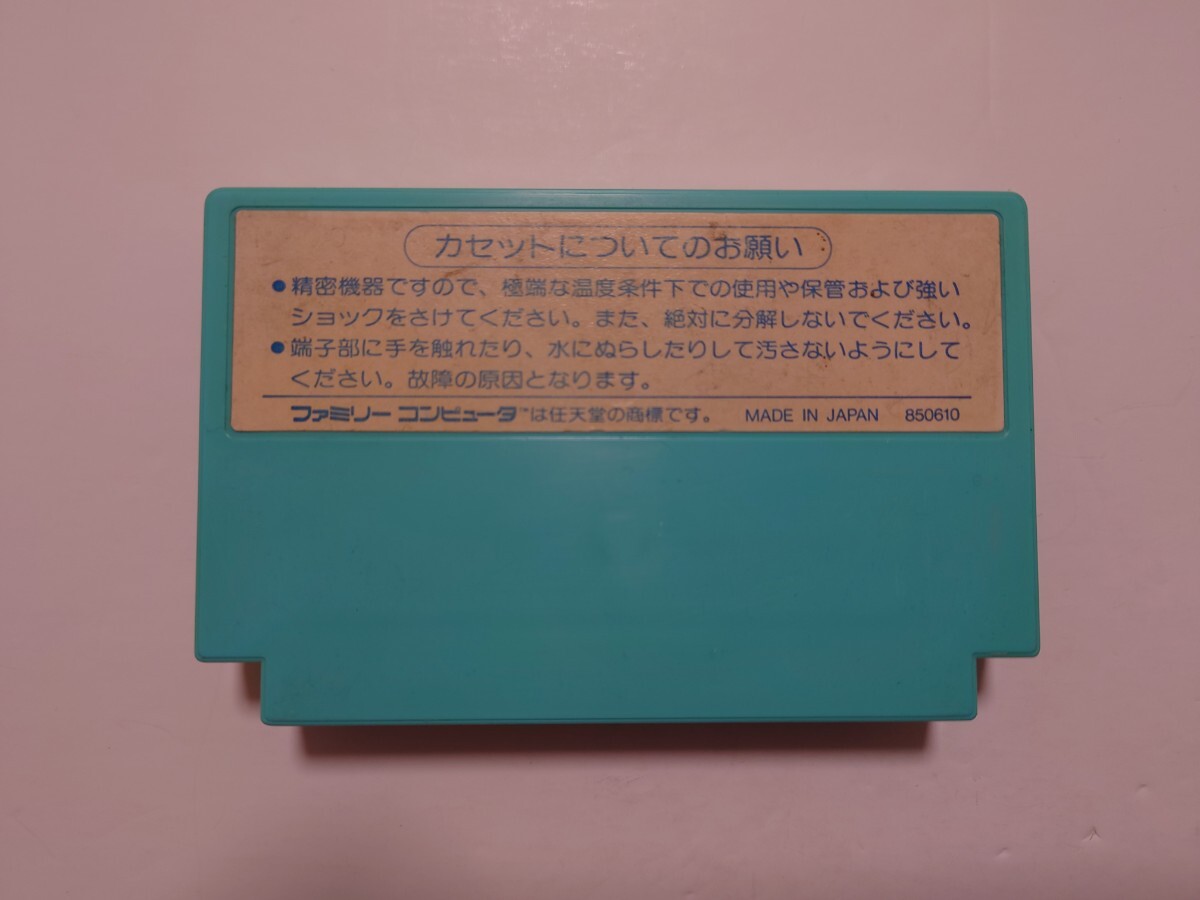 カセットについてのお願い
●精密機器ですので、極端な温度条件下での使用や保管および強い
ショックをさけてください。また、絶対に分解しないでください。
●端子部に手を触れたり、水にぬらしたりして汚さないようにして
ください。故障の原因となります。
ファミリーコンピュータ™は任天堂の商標です。 MADE IN JAPAN 850610